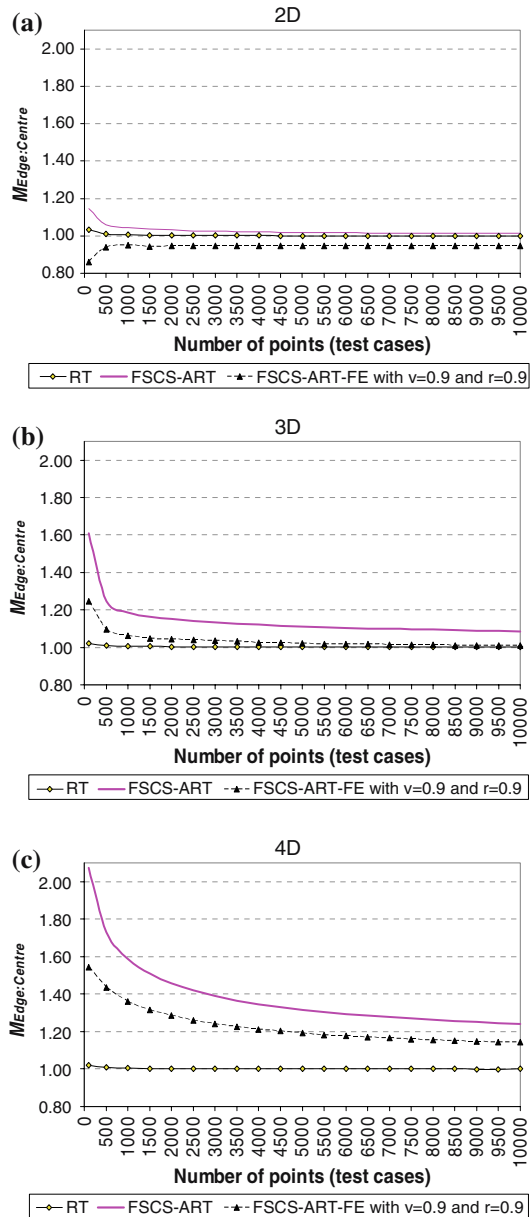 (a)
2D
2.00
1.80
1.60
1.40
1.20
1.00
0.80
MEdge:Centre
0 500 1000 1500 2000 2500 3000 3500 4000 4500 5000 5500 6000 6500 7000 7500 8000 8500 9000 9500 10000
Number of points (test cases)
RT FSCS-ART FSCS-ART-FE with v=0.9 and r=0.9
(b)
3D
2.00
1.80
1.60
1.40
1.20
1.00
0.80
MEdge:Centre
0 500 1000 1500 2000 2500 3000 3500 4000 4500 5000 5500 6000 6500 7000 7500 8000 8500 9000 9500 10000
Number of points (test cases)
RT FSCS-ART FSCS-ART-FE with v=0.9 and r=0.9
(c)
4D
2.00
1.80
1.60
1.40
1.20
1.00
0.80
MEdge:Centre
0 500 1000 1500 2000 2500 3000 3500 4000 4500 5000 5500 6000 6500 7000 7500 8000 8500 9000 9500 10000
Number of points (test cases)
RT FSCS-ART FSCS-ART-FE with v=0.9 and r=0.9